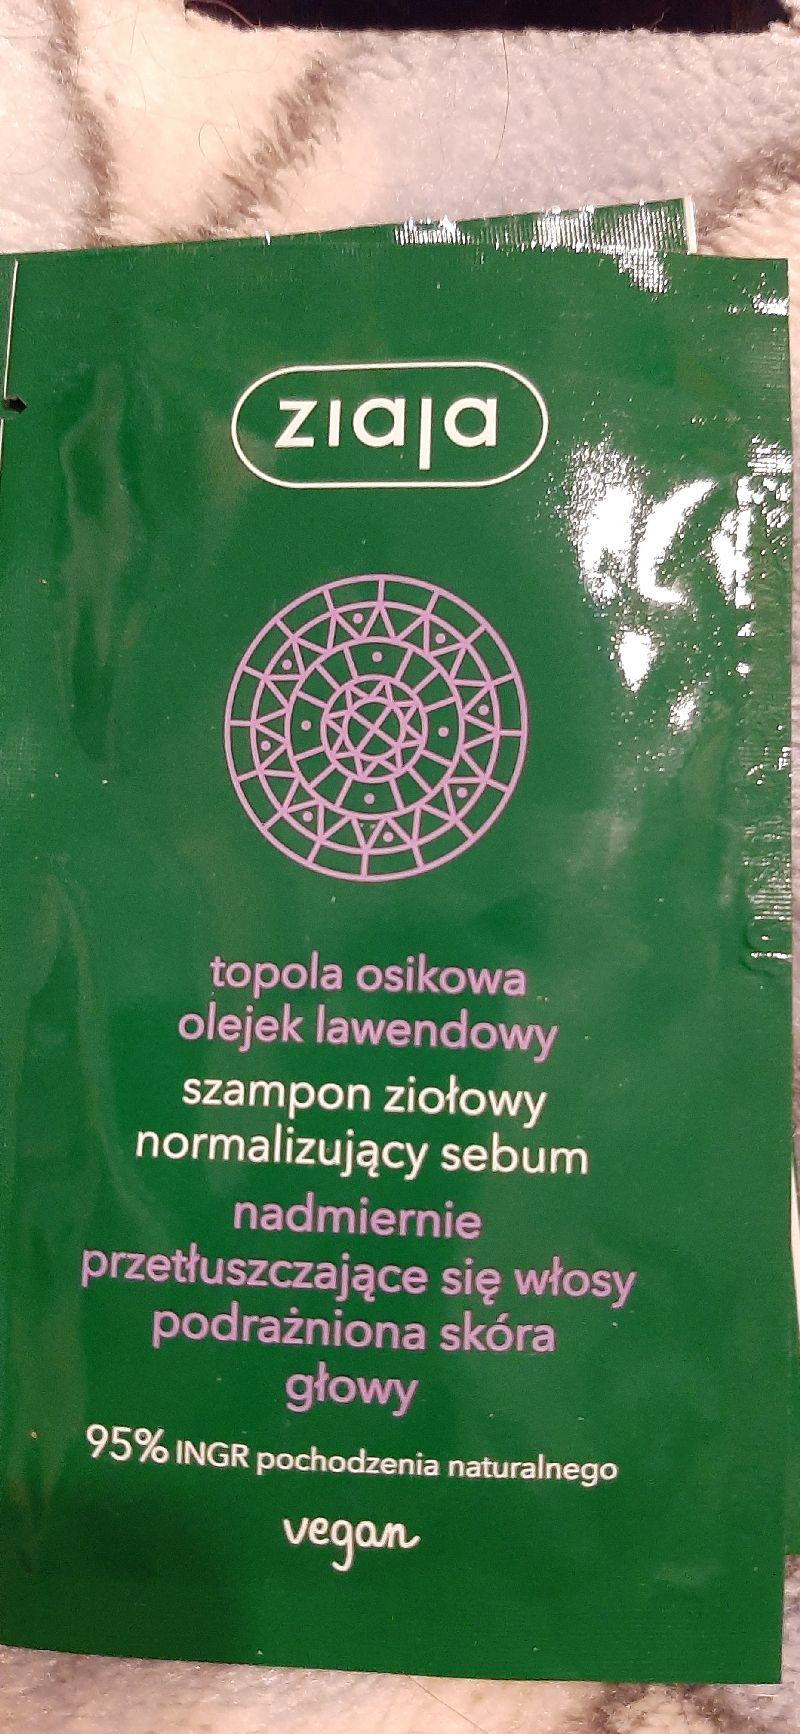 ziaja
topola osikowa
olejek lawendowy
szampon ziołowy
normalizujący sebum
nadmiernie
przetłuszczające się włosy
podrażniona skóra
głowy
95% INGR pochodzenia naturalnego
vegan